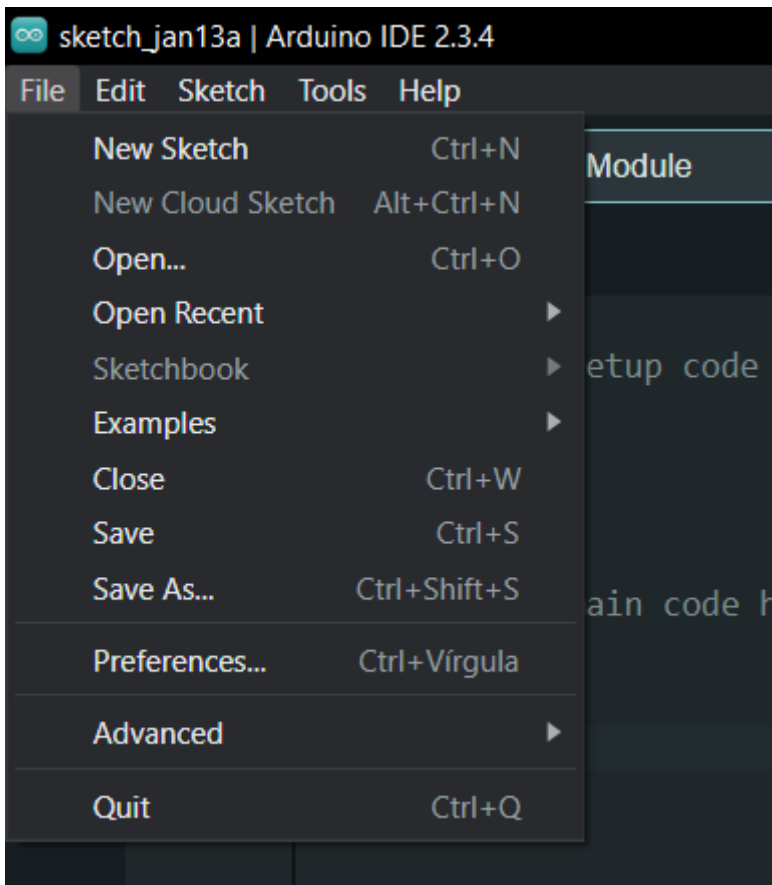 sketch_jan13a | Arduino IDE 2.3.4
File Edit Sketch Tools Help
New Sketch Ctrl+N
Module
New Cloud Sketch Alt+Ctrl+N
Open... Ctrl+O
Open Recent
Sketchbook
etup code
Examples
Close Ctrl+W
Save Ctrl+S
Save As... Ctrl+Shift+S
ain code h
Preferences... Ctrl+Vírgula
Advanced
Quit Ctrl+Q